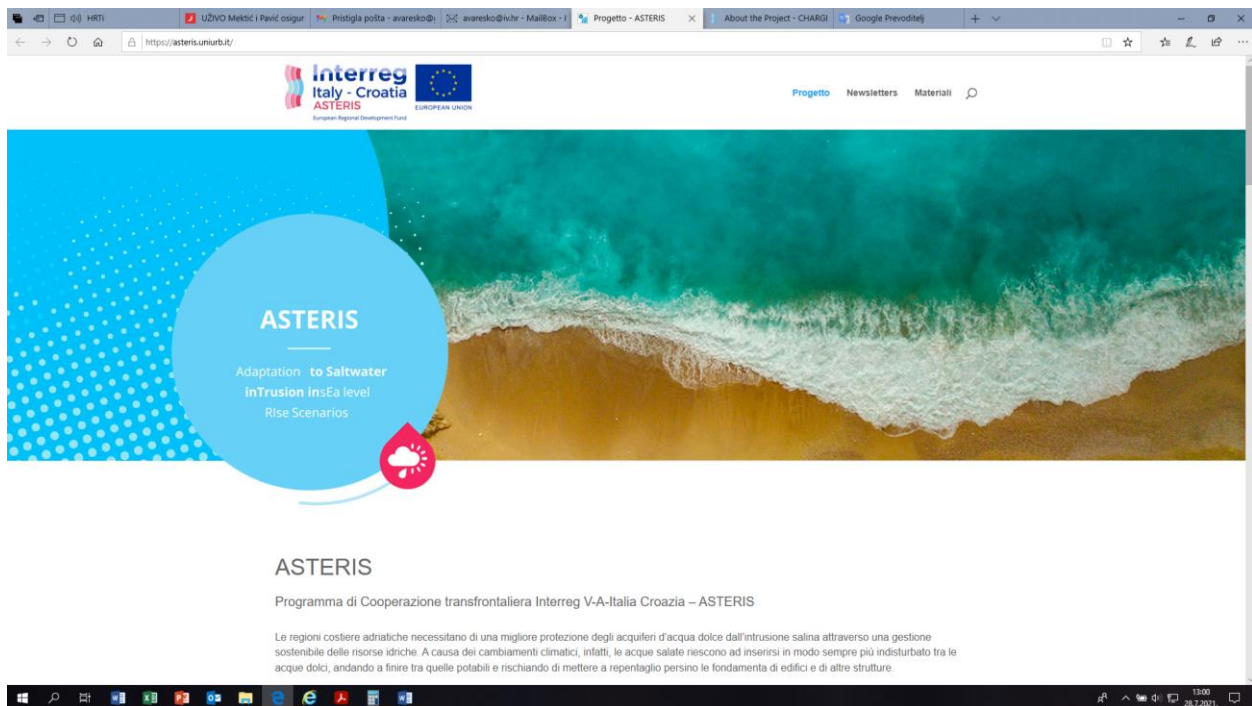 HRTi
UŽIVO Mektić i Pavić osigur
Pristigla pošta - avaresko@
avaresko@iv.hr - MailBox -
Progetto - ASTERIS
About the Project - CHARGI
Google Prevoditelj
https://asteris.uniurb.it/
Interreg
Italy - Croatia
ASTERIS
European Regional Development Fund
EUROPEAN UNION
Progetto
Newsletters
Materiali
ASTERIS
Adaptation to Saltwater
inTrusion insEa level
RIse Scenarios
ASTERIS
Programma di Cooperazione transfrontaliera Interreg V-A-Italia Croazia – ASTERIS
Le regioni costiere adriatiche necessitano di una migliore protezione degli acquiferi d'acqua dolce dall'intrusione salina attraverso una gestione
sostenibile delle risorse idriche. A causa dei cambiamenti climatici, infatti, le acque salate riescono ad inserirsi in modo sempre più indisturbato tra le
acque dolci, andando a finire tra quelle potabili e rischiando di mettere a repentaglio persino le fondamenta di edifici e di altre strutture.
13:00
28.7.2021.